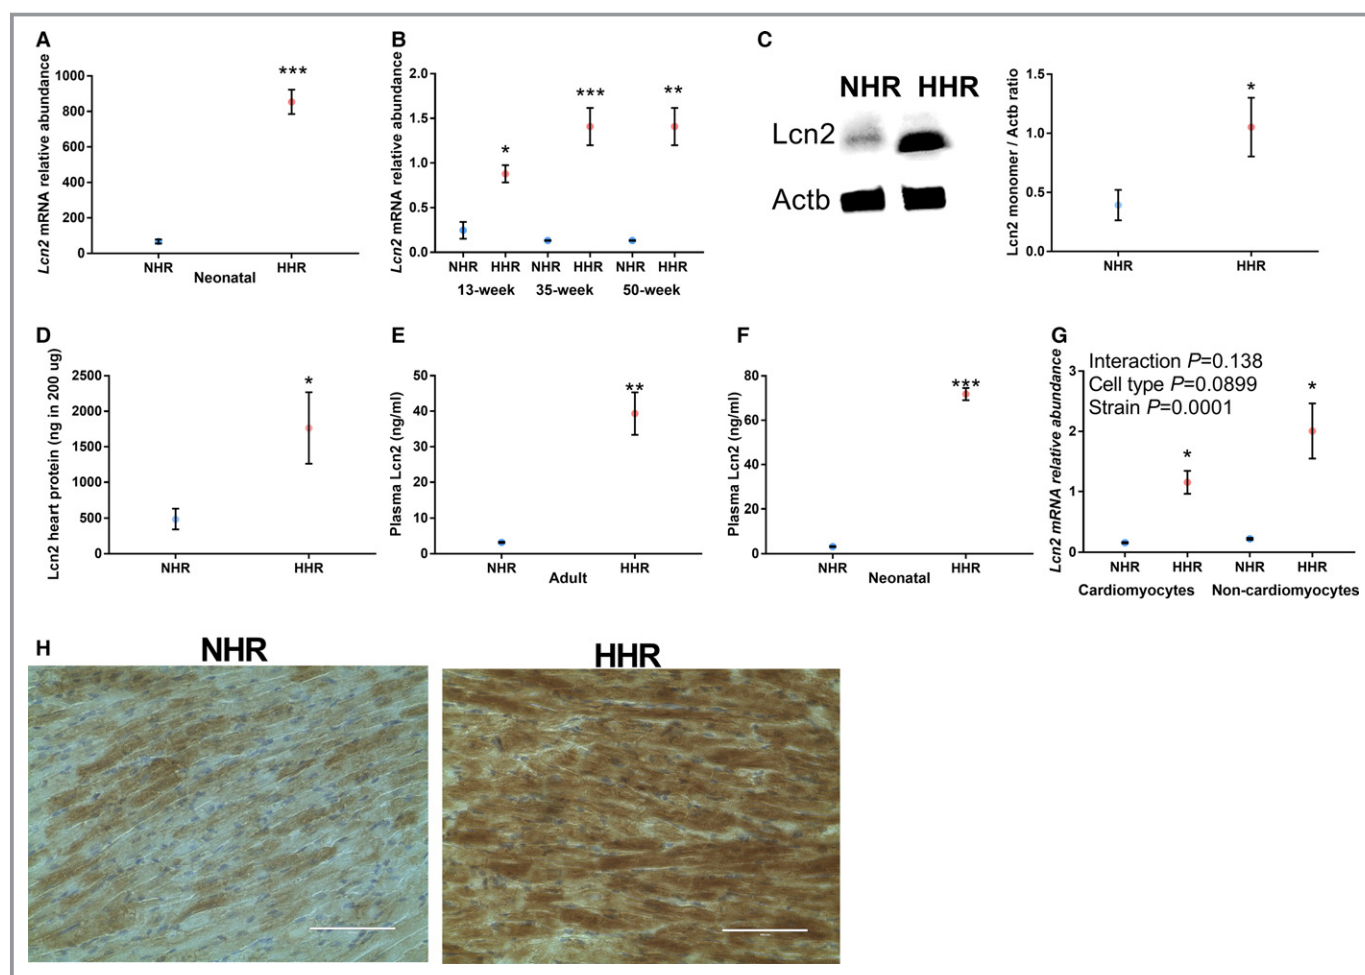 A
Lcn2 mRNA relative abundance
1000
800
600
400
200
0
***
NHR
HHR
Neonatal
B
Lcn2 mRNA relative abundance
2.0
1.5
1.0
0.5
0.0
*
***
**
NHR HHR NHR HHR NHR HHR
13-week 35-week 50-week
C
NHR HHR
Lcn2
Actb
Lcn2 monomer / Actb ratio
1.5
1.0
0.5
0.0
*
NHR
HHR
D
Lcn2 heart protein (ng in 200 ug)
2500
2000
1500
1000
500
0
*
NHR
HHR
E
Plasma Lcn2 (ng/ml)
50
40
30
20
10
0
**
NHR
HHR
Adult
F
Plasma Lcn2 (ng/ml)
80
60
40
20
0
***
NHR
HHR
Neonatal
G
Lcn2 mRNA relative abundance
Interaction P=0.138
Cell type P=0.0899
Strain P=0.0001
3
2
1
0
*
*
NHR HHR NHR HHR
Cardiomyocytes Non-cardiomyocytes
H
NHR
HHR